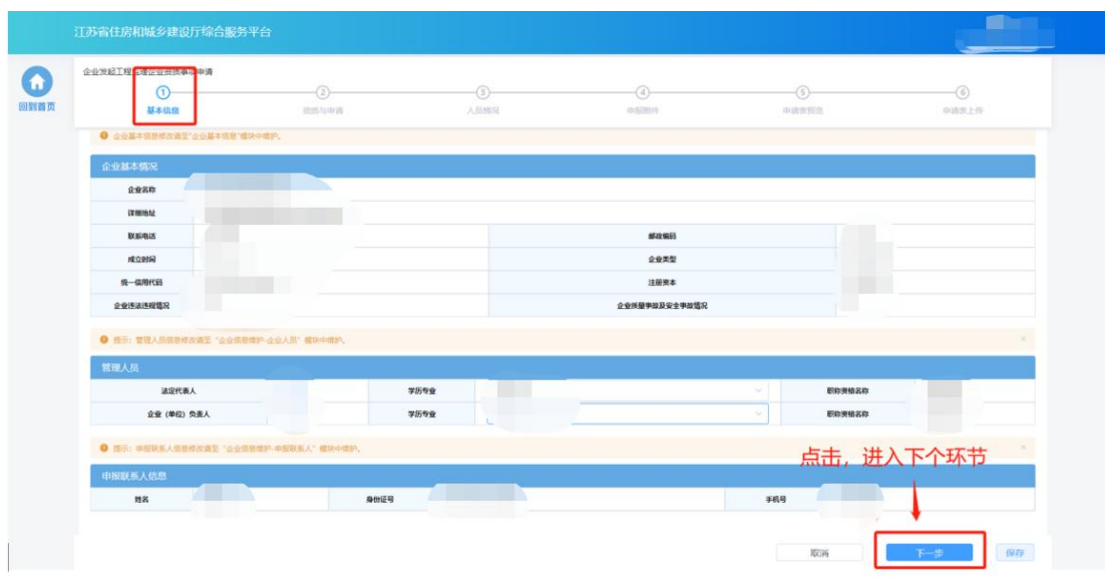 江苏省住房和城乡建设厅综合服务平台
回到首页
企业发起工程监理企业资质事项申请
① ② ③ ④ ⑤ ⑥
基本信息 业绩与申请 人员情况 申报附件 申请表预览 申请表上传
企业基本信息修改请至“企业基本信息”模块中维护。
企业基本情况
企业名称
详细地址
联系电话 邮政编码
成立时间 企业类型
统一信用代码 注册资本
企业违法违规情况 企业质量事故及安全事故情况
提示：管理人员信息修改请至“企业信息维护-企业人员”模块中维护。
管理人员
法定代表人 学历专业 职称资格名称
企业（单位）负责人 学历专业 职称资格名称
提示：申报联系人信息修改请至“企业信息维护-申报联系人”模块中维护。
点击，进入下个环节
申报联系人信息
姓名 身份证号 手机号
取消 下一步 保存